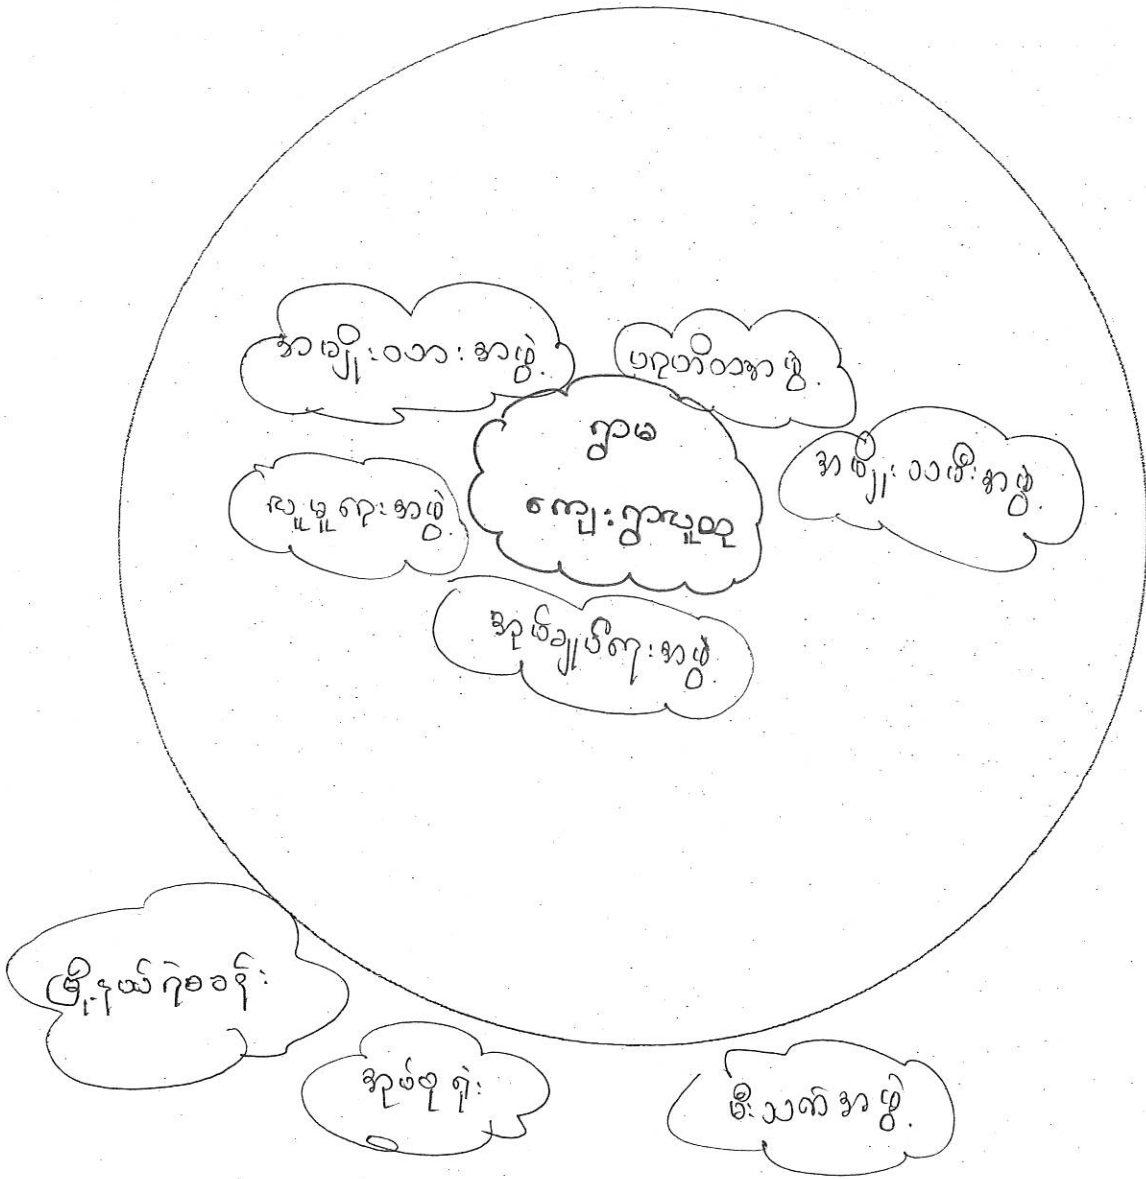 အမျိုးသားအဖွဲ့
ပရဟိတအဖွဲ့
ရွာမ
ကျေးရွာလူထု
အမျိုးသမီးအဖွဲ့
လူမှုရေးအဖွဲ့
အုပ်ချုပ်ရေးအဖွဲ့
မြို့နယ်ရဲစခန်း
အုပ်စုရုံး
မီးသတ်အဖွဲ့